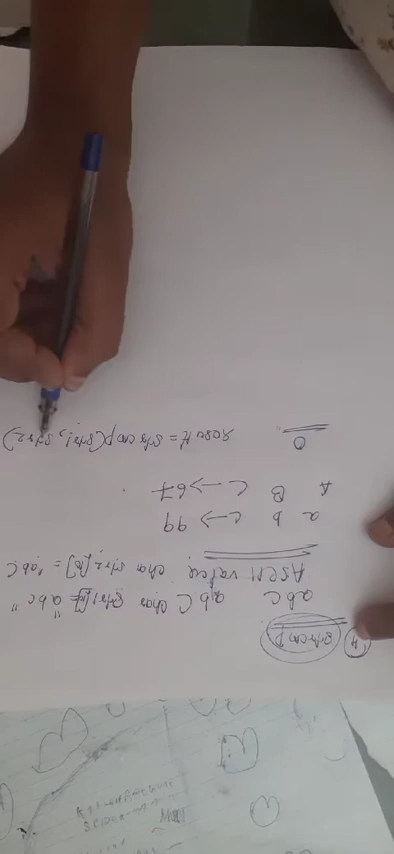 4) strcmp
abc abC char str1[] = "abc"
ASCII value char str2[] = "abC
a b c → 99
A B C → 67
0 result = strcmp(str1, str2)